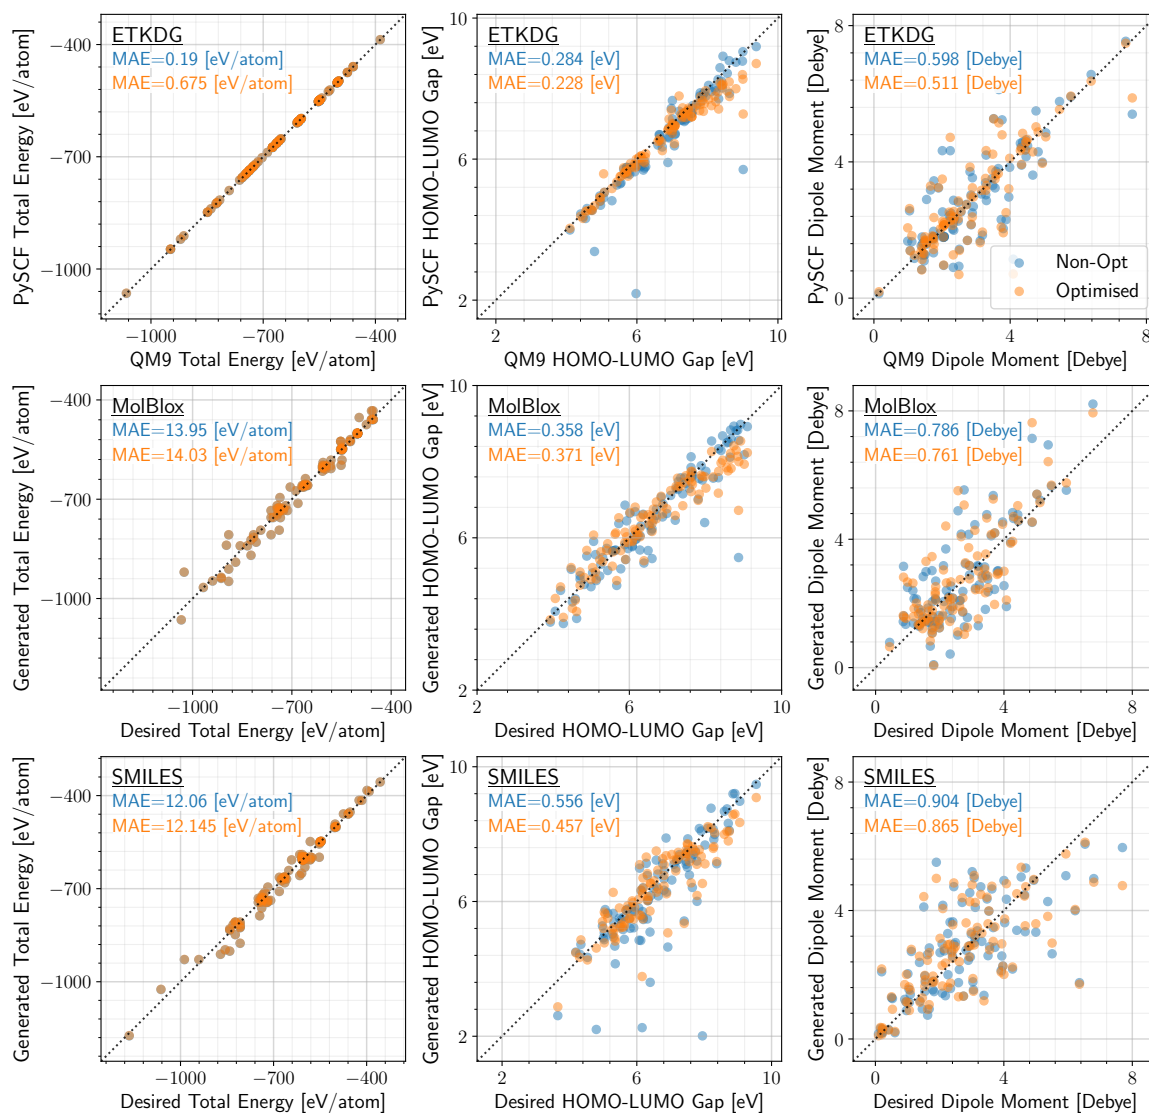 ETKDG
MAE=0.19 [eV/atom]
MAE=0.675 [eV/atom]
PySCF Total Energy [eV/atom]
−400
−700
−1000
−1000
−700
−400
QM9 Total Energy [eV/atom]
ETKDG
MAE=0.284 [eV]
MAE=0.228 [eV]
PySCF HOMO-LUMO Gap [eV]
10
6
2
2
6
10
QM9 HOMO-LUMO Gap [eV]
ETKDG
MAE=0.598 [Debye]
MAE=0.511 [Debye]
PySCF Dipole Moment [Debye]
8
4
0
Non-Opt
Optimised
0
4
8
QM9 Dipole Moment [Debye]
MolBlox
MAE=13.95 [eV/atom]
MAE=14.03 [eV/atom]
Generated Total Energy [eV/atom]
−400
−700
−1000
−1000
−700
−400
Desired Total Energy [eV/atom]
MolBlox
MAE=0.358 [eV]
MAE=0.371 [eV]
Generated HOMO-LUMO Gap [eV]
10
6
2
2
6
10
Desired HOMO-LUMO Gap [eV]
MolBlox
MAE=0.786 [Debye]
MAE=0.761 [Debye]
Generated Dipole Moment [Debye]
8
4
0
0
4
8
Desired Dipole Moment [Debye]
SMILES
MAE=12.06 [eV/atom]
MAE=12.145 [eV/atom]
Generated Total Energy [eV/atom]
−400
−700
−1000
−1000
−700
−400
Desired Total Energy [eV/atom]
SMILES
MAE=0.556 [eV]
MAE=0.457 [eV]
Generated HOMO-LUMO Gap [eV]
10
6
2
2
6
10
Desired HOMO-LUMO Gap [eV]
SMILES
MAE=0.904 [Debye]
MAE=0.865 [Debye]
Generated Dipole Moment [Debye]
8
4
0
0
4
8
Desired Dipole Moment [Debye]